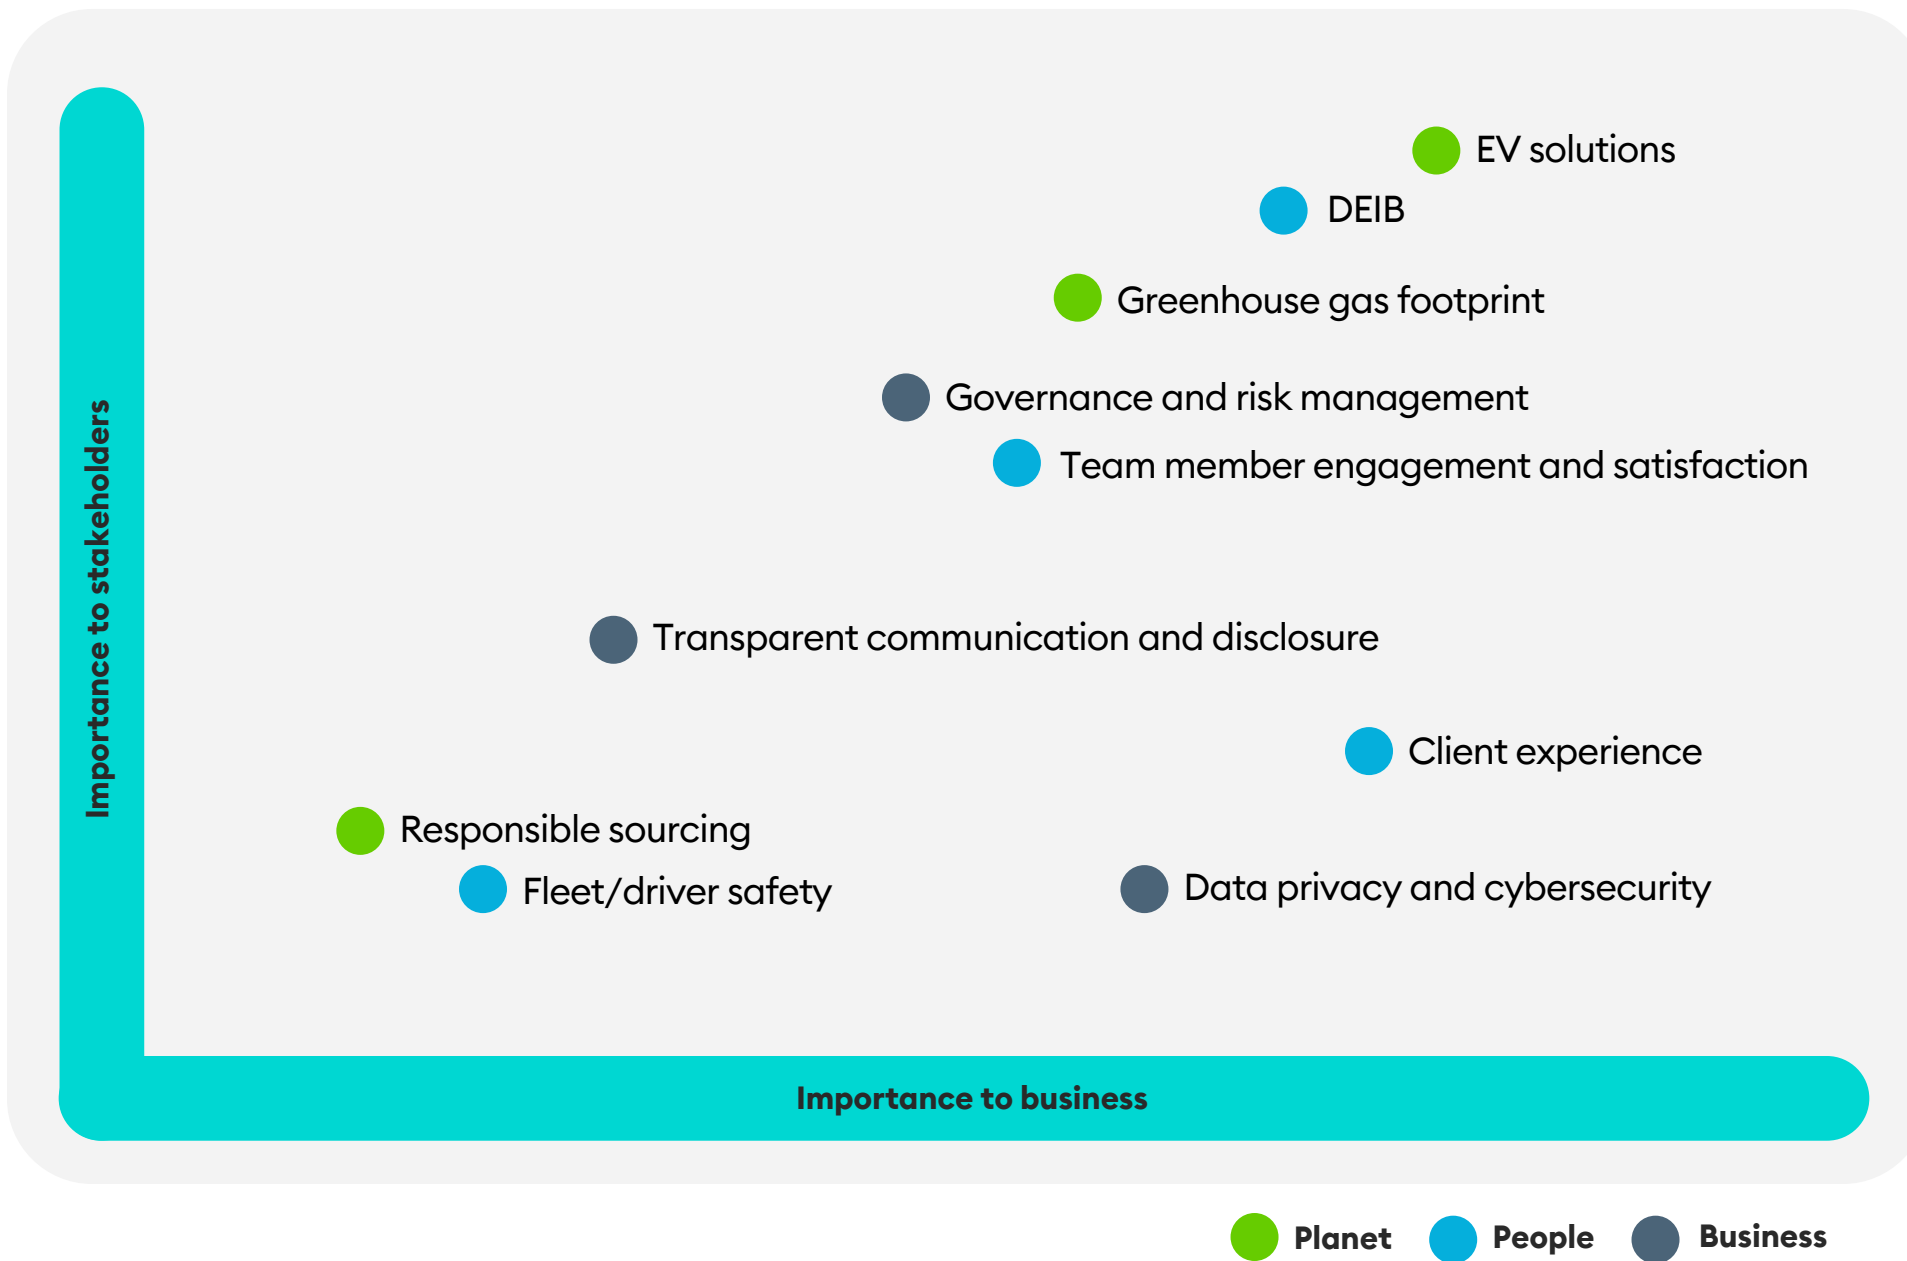 EV solutions
DEIB
Greenhouse gas footprint
Governance and risk management
Team member engagement and satisfaction
Transparent communication and disclosure
Client experience
Responsible sourcing
Fleet/driver safety
Data privacy and cybersecurity
Importance to stakeholders
Importance to business
Planet
People
Business